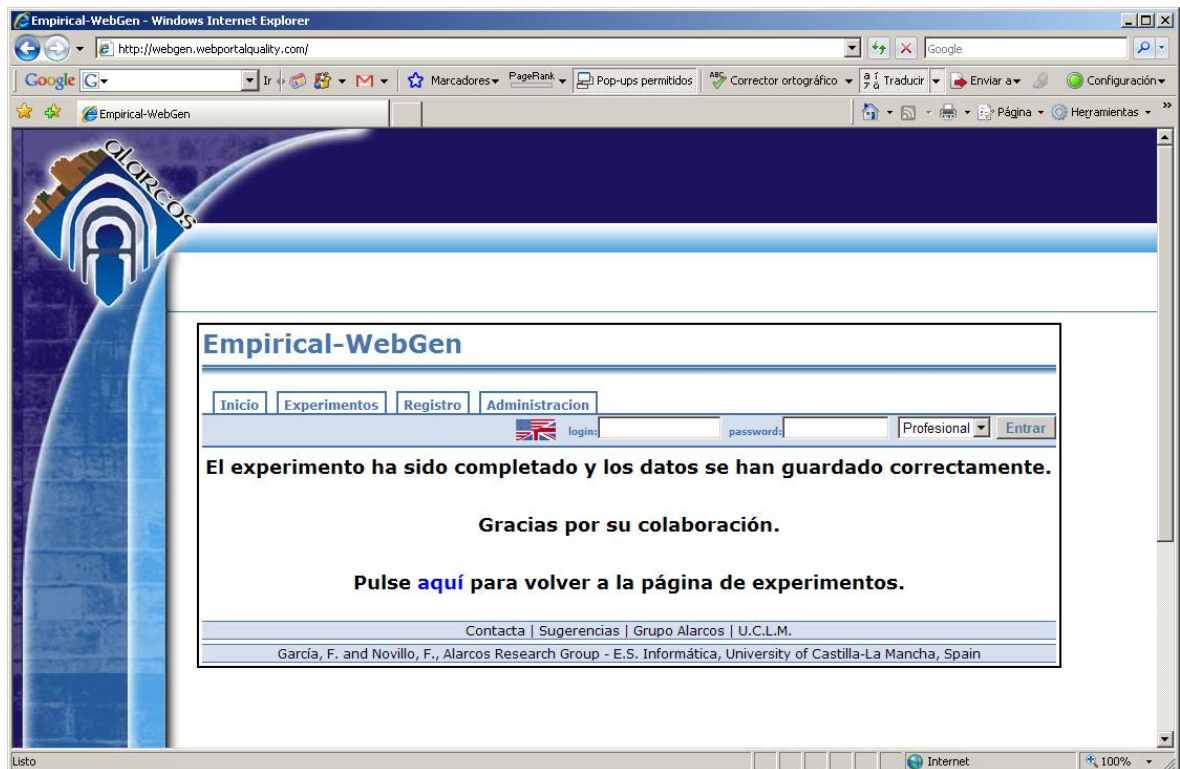 Empirical-WebGen - Windows Internet Explorer
http://webgen.webportalquality.com/ Google
Google G Ir Marcadores PageRank Pop-ups permitidos ABC Corrector ortográfico Traducir Enviar a Configuración
Empirical-WebGen Página Herramientas »
alarcos
Empirical-WebGen
Inicio Experimentos Registro Administracion
login: password: Profesional Entrar
El experimento ha sido completado y los datos se han guardado correctamente.
Gracias por su colaboración.
Pulse aquí para volver a la página de experimentos.
Contacta | Sugerencias | Grupo Alarcos | U.C.L.M.
García, F. and Novillo, F., Alarcos Research Group - E.S. Informática, University of Castilla-La Mancha, Spain
Listo Internet 100%